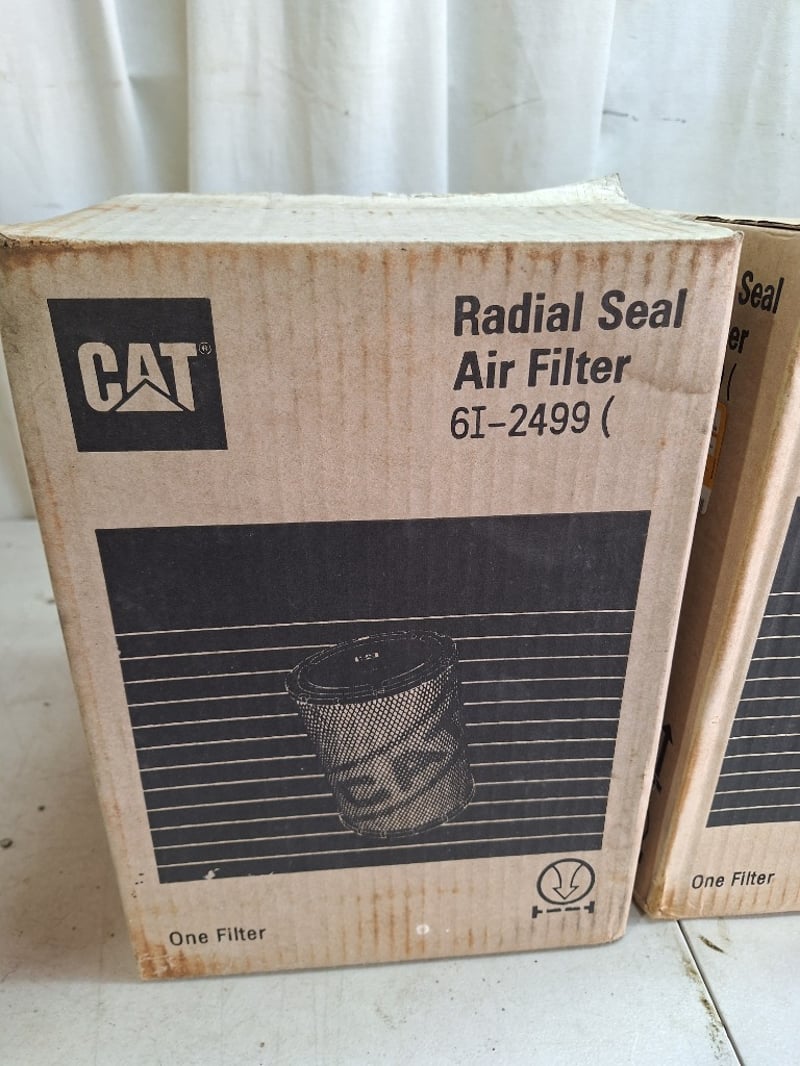 CAT®
Radial Seal
Air Filter
6I-2499 (
One Filter
Seal
er
(
One Filter